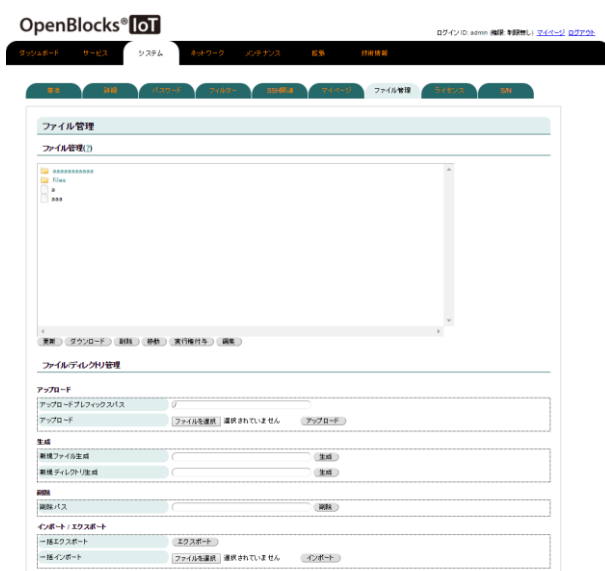 OpenBlocks® IoT
ログインID: admin (権限: 制限無し) マイページ ログアウト
ダッシュボード サービス システム ネットワーク メンテナンス 拡張 技術情報
基本 詳細 パスワード フィルター SSH関連 マイページ ファイル管理 ライセンス S/N
ファイル管理
ファイル管理(?)
aaaaaaaaaaa
files
a
aaa
更新 ダウンロード 削除 移動 実行権付与 編集
ファイル/ディレクトリ管理
アップロード
アップロードプレフィックスパス /
アップロード ファイルを選択 選択されていません アップロード
生成
新規ファイル生成 生成
新規ディレクトリ生成 生成
削除
削除パス 削除
インポート / エクスポート
一括エクスポート エクスポート
一括インポート ファイルを選択 選択されていません インポート